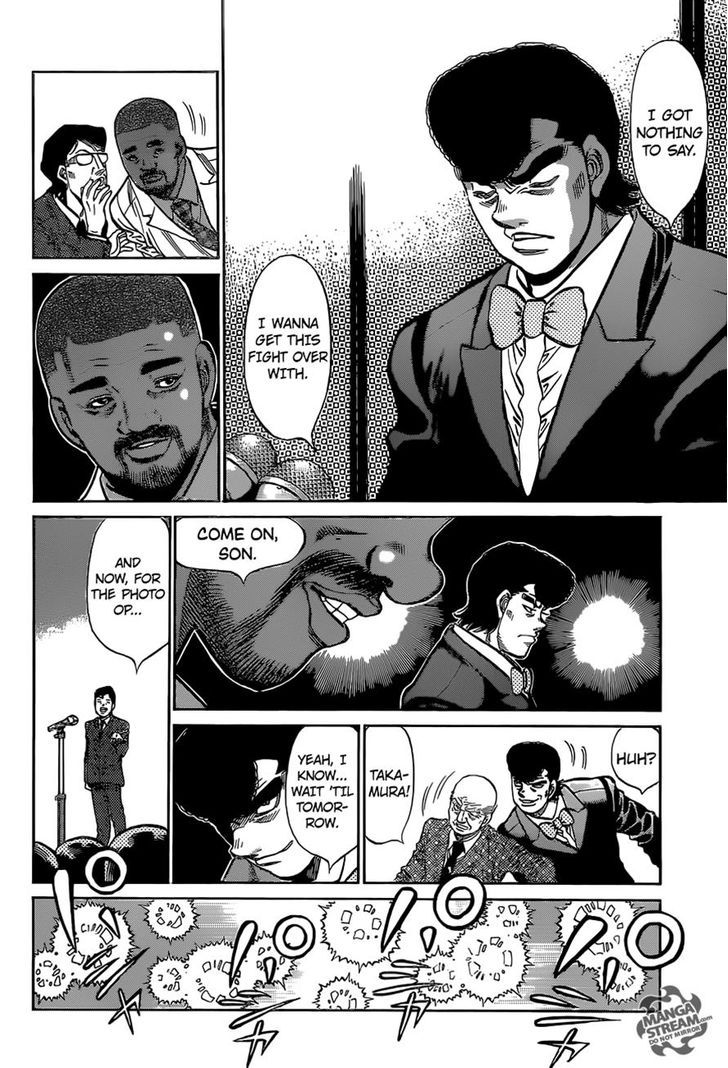 I GOT
NOTHING
TO SAY.
I WANNA
GET THIS
FIGHT OVER
WITH.
COME ON,
SON.
HUH?
TAKA-
MURA!
YEAH, I
KNOW...
WAIT 'TIL
TOMOR-
ROW.
AND
NOW, FOR
THE PHOTO
OP...
MANGA
STREAM.com
DO NOT MIRROR